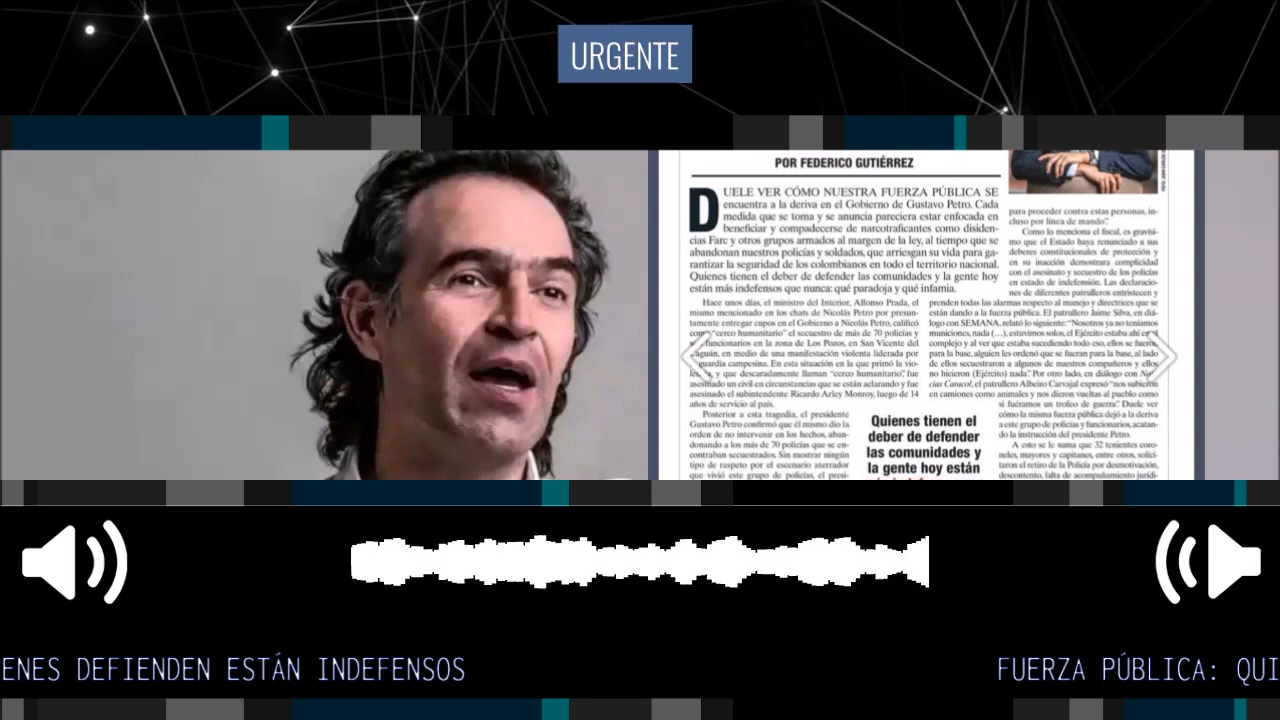 URGENTE
POR FEDERICO GUTIÉRREZ
DUELE VER CÓMO NUESTRA FUERZA PÚBLICA SE
encuentra a la deriva en el Gobierno de Gustavo Petro. Cada
medida que se toma y se anuncia pareciera estar enfocada en
beneficiar y compadecerse de narcotraficantes como disiden-
cias Farc y otros grupos armados al margen de la ley, al tiempo que se
abandonan nuestros policías y soldados, que arriesgan su vida para ga-
rantizar la seguridad de los colombianos en todo el territorio nacional.
Quienes tienen el deber de defender las comunidades y la gente hoy
están más indefensos que nunca: qué paradoja y qué infamia.
Hace unos días, el ministro del Interior, Alfonso Prada, el
mismo mencionado en los chats de Nicolás Petro por presun-
tamente entregar cupos en el Gobierno a Nicolás Petro, calificó
como "cerco humanitario" el secuestro de más de 70 policías y
funcionarios en la zona de Los Pozos, en San Vicente del
Caguán, en medio de una manifestación violenta liderada por
guardia campesina. En esta situación en la que primó la vio-
lencia, y que descaradamente llaman "cerco humanitario", fue
asesinado un civil en circunstancias que se están aclarando y fue
asesinado el subintendente Ricardo Arley Monroy, luego de 14
años de servicio al país.
Posterior a esta tragedia, el presidente
Gustavo Petro confirmó que él mismo dio la
orden de no intervenir en los hechos, aban-
donando a los más de 70 policías que se en-
contraban secuestrados. Sin mostrar ningún
tipo de respeto por el escenario aterrador
que vivió este grupo de policías, el presi-
Quienes tienen el
deber de defender
las comunidades y
la gente hoy están
para proceder contra estas personas, in-
cluso por línea de mando".
Como lo menciona el fiscal, es gravísi-
mo que el Estado haya renunciado a sus
deberes constitucionales de protección y
en su inacción demostrara complicidad
con el asesinato y secuestro de los policías
en estado de indefensión. Las declaracio-
nes de diferentes patrulleros entristecen y
prenden todas las alarmas respecto al manejo y directrices que se
están dando a la fuerza pública. El patrullero Jaime Silva, en diá-
logo con SEMANA, relató lo siguiente: "Nosotros ya no teníamos
municiones, nada (...), estuvimos solos, el Ejército estaba ahí en el
complejo y al ver que estaba sucediendo todo eso, ellos se fueron
para la base, alguien les ordenó que se fueran para la base, al lado
de ellos secuestraron a algunos de nuestros compañeros y ellos
no hicieron (Ejército) nada". Por otro lado, en diálogo con No-
cias Caracol, el patrullero Albeiro Carvajal expresó "nos subieron
en camiones como animales y nos dieron vueltas al pueblo como
si fuéramos un trofeo de guerra". Duele ver
cómo la misma fuerza pública dejó a la deriva
a este grupo de policías y funcionarios, acatan-
do la instrucción del presidente Petro.
A esto se le suma que 32 tenientes coro-
neles, mayores y capitanes, entre otros, solici-
taron el retiro de la Policía por desmotivación,
descontento, falta de acompañamiento jurídi-
ENES DEFIENDEN ESTÁN INDEFENSOS
FUERZA PÚBLICA: QUI